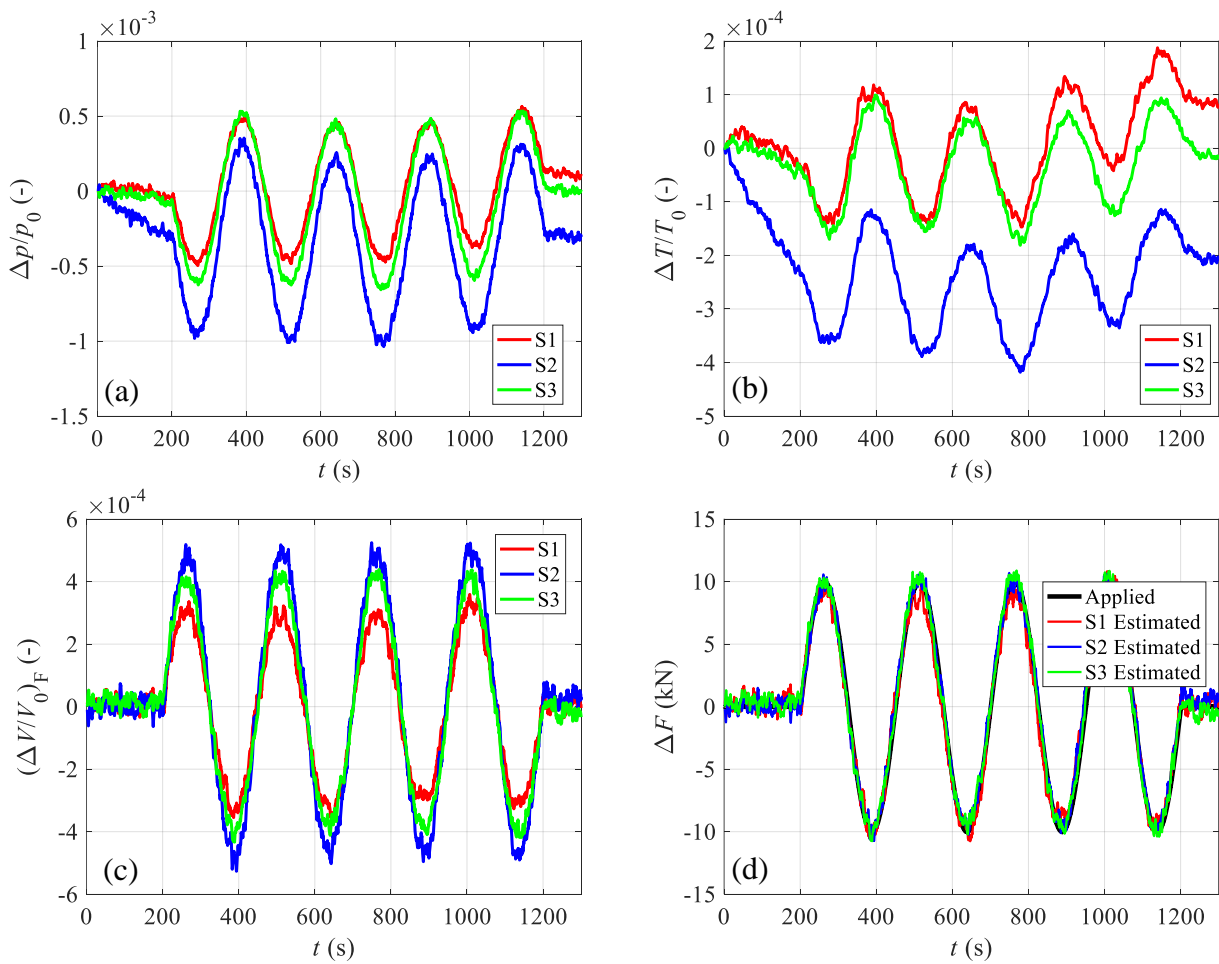 ×10⁻³
1
0.5
0
-0.5
-1
-1.5
Δp/p₀ (-)
(a)
S1
S2
S3
0 200 400 600 800 1000 1200
t (s)
×10⁻⁴
2
1
0
-1
-2
-3
-4
-5
ΔT/T₀ (-)
(b)
S1
S2
S3
0 200 400 600 800 1000 1200
t (s)
×10⁻⁴
6
4
2
0
-2
-4
-6
(ΔV/V₀)F (-)
(c)
S1
S2
S3
0 200 400 600 800 1000 1200
t (s)
15
10
5
0
-5
-10
-15
ΔF (kN)
(d)
Applied
S1 Estimated
S2 Estimated
S3 Estimated
0 200 400 600 800 1000 1200
t (s)